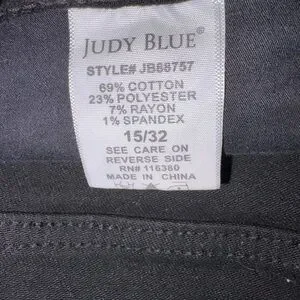 JUDY BLUE®
STYLE# JB88757
69% COTTON
23% POLYESTER
7% RAYON
1% SPANDEX
15/32
SEE CARE ON
REVERSE SIDE
RN# 116380
MADE IN CHINA